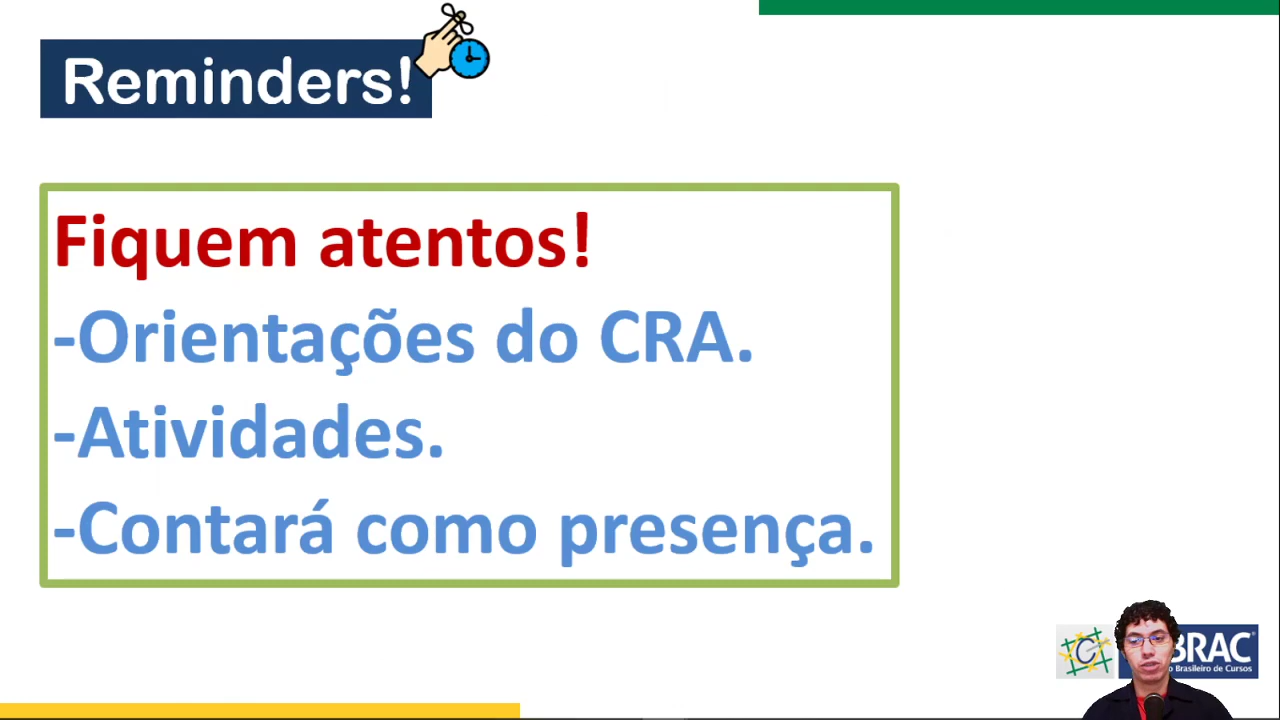 Reminders!
Fiquem atentos!
-Orientações do CRA.
-Atividades.
-Contará como presença.
BRAC
Brasileiro de Cursos